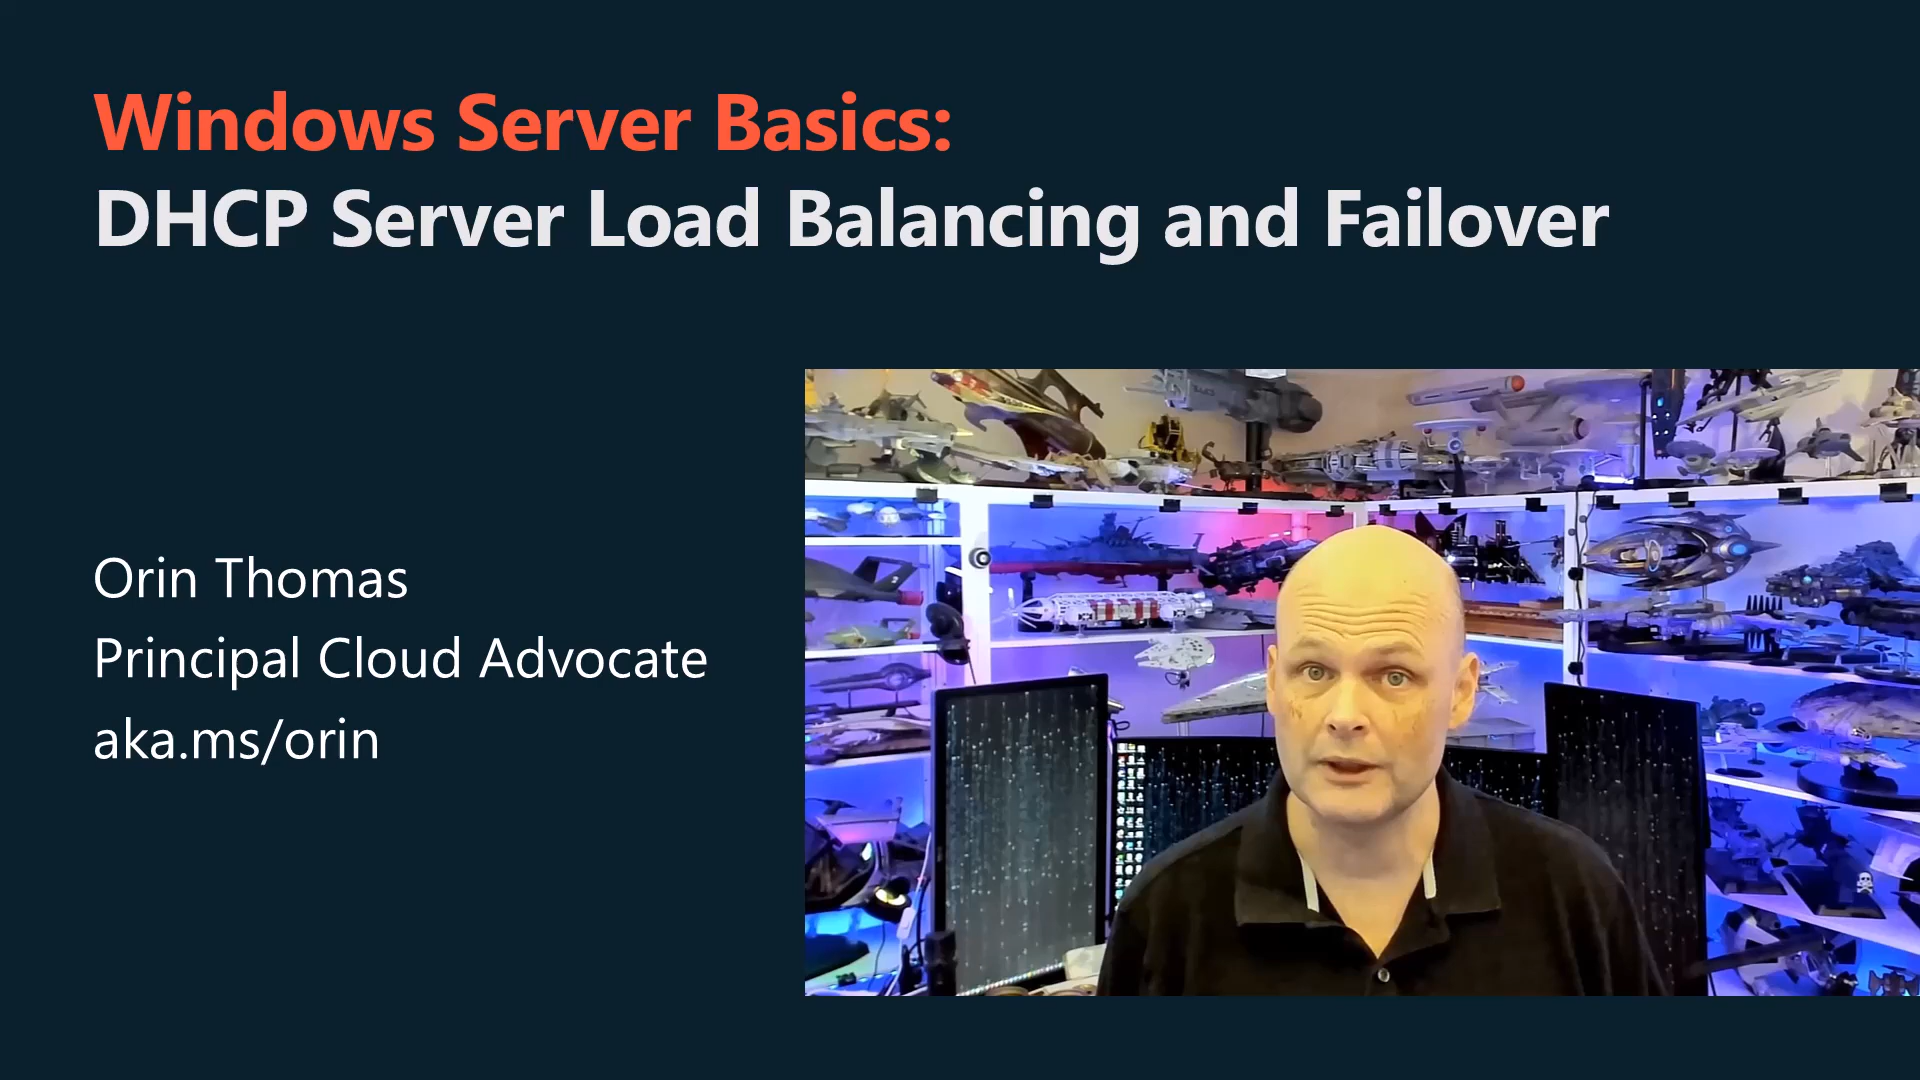 Windows Server Basics:
DHCP Server Load Balancing and Failover
Orin Thomas
Principal Cloud Advocate
aka.ms/orin